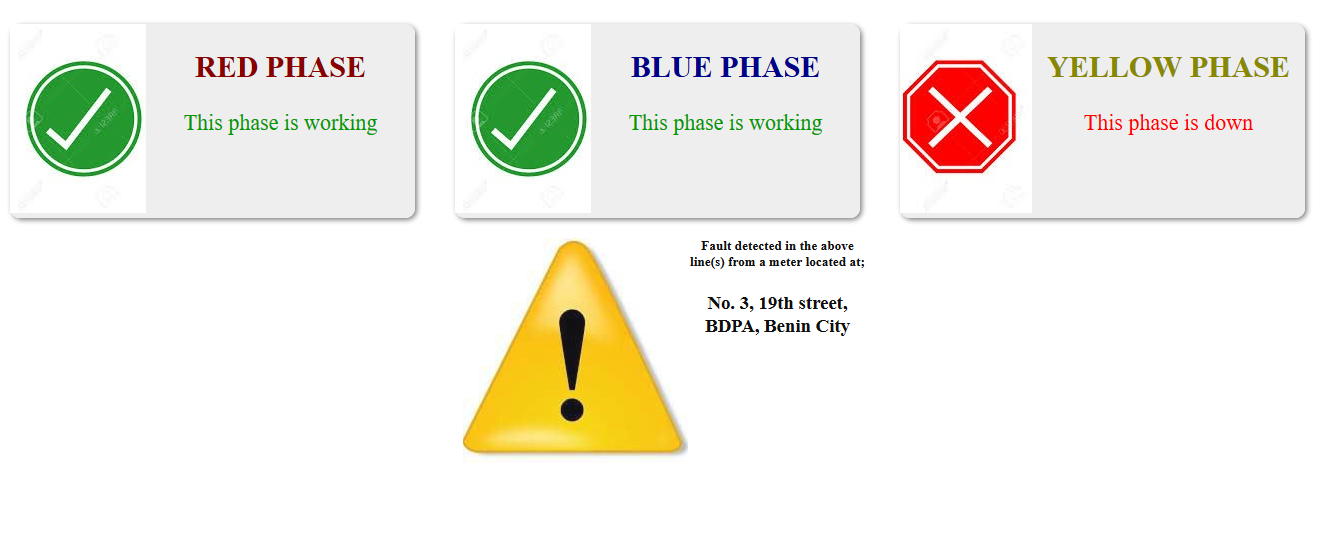 RED PHASE
This phase is working
BLUE PHASE
This phase is working
YELLOW PHASE
This phase is down
Fault detected in the above
line(s) from a meter located at;
No. 3, 19th street,
BDPA, Benin City